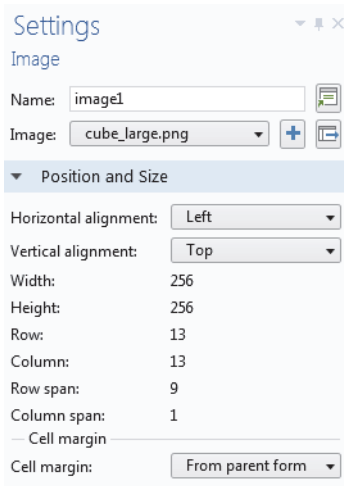 Settings
Image
Name: image1
Image: cube_large.png
Position and Size
Horizontal alignment: Left
Vertical alignment: Top
Width: 256
Height: 256
Row: 13
Column: 13
Row span: 9
Column span: 1
Cell margin
Cell margin: From parent form